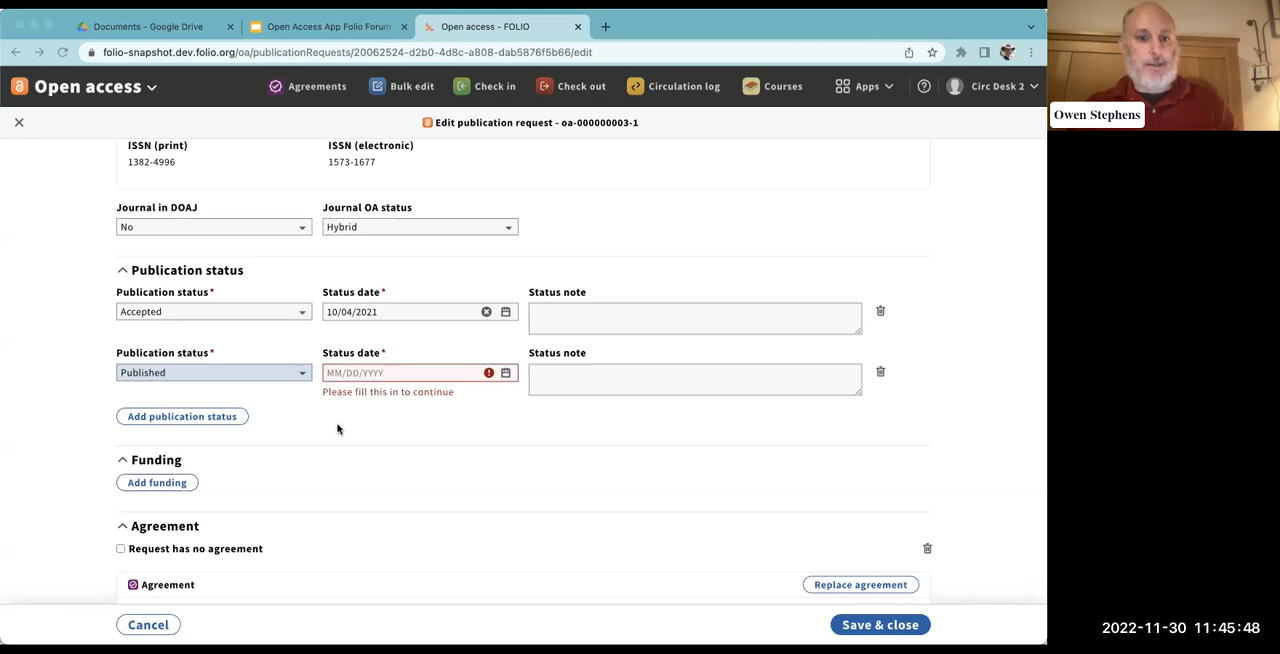 Documents - Google Drive
Open Access App Folio Forum
Open access - FOLIO
folio-snapshot.dev.folio.org/oa/publicationRequests/20062524-d2b0-4d8c-a808-dab5876f5b66/edit
Open access
Agreements
Bulk edit
Check in
Check out
Circulation log
Courses
Apps
Circ Desk 2
Edit publication request - oa-000000003-1
Owen Stephens
ISSN (print) ISSN (electronic)
1382-4996 1573-1677
Journal in DOAJ Journal OA status
No Hybrid
Publication status
Publication status* Status date* Status note
Accepted 10/04/2021
Publication status* Status date* Status note
Published MM/DD/YYYY
Please fill this in to continue
Add publication status
Funding
Add funding
Agreement
Request has no agreement
Agreement Replace agreement
Cancel Save & close
2022-11-30 11:45:48